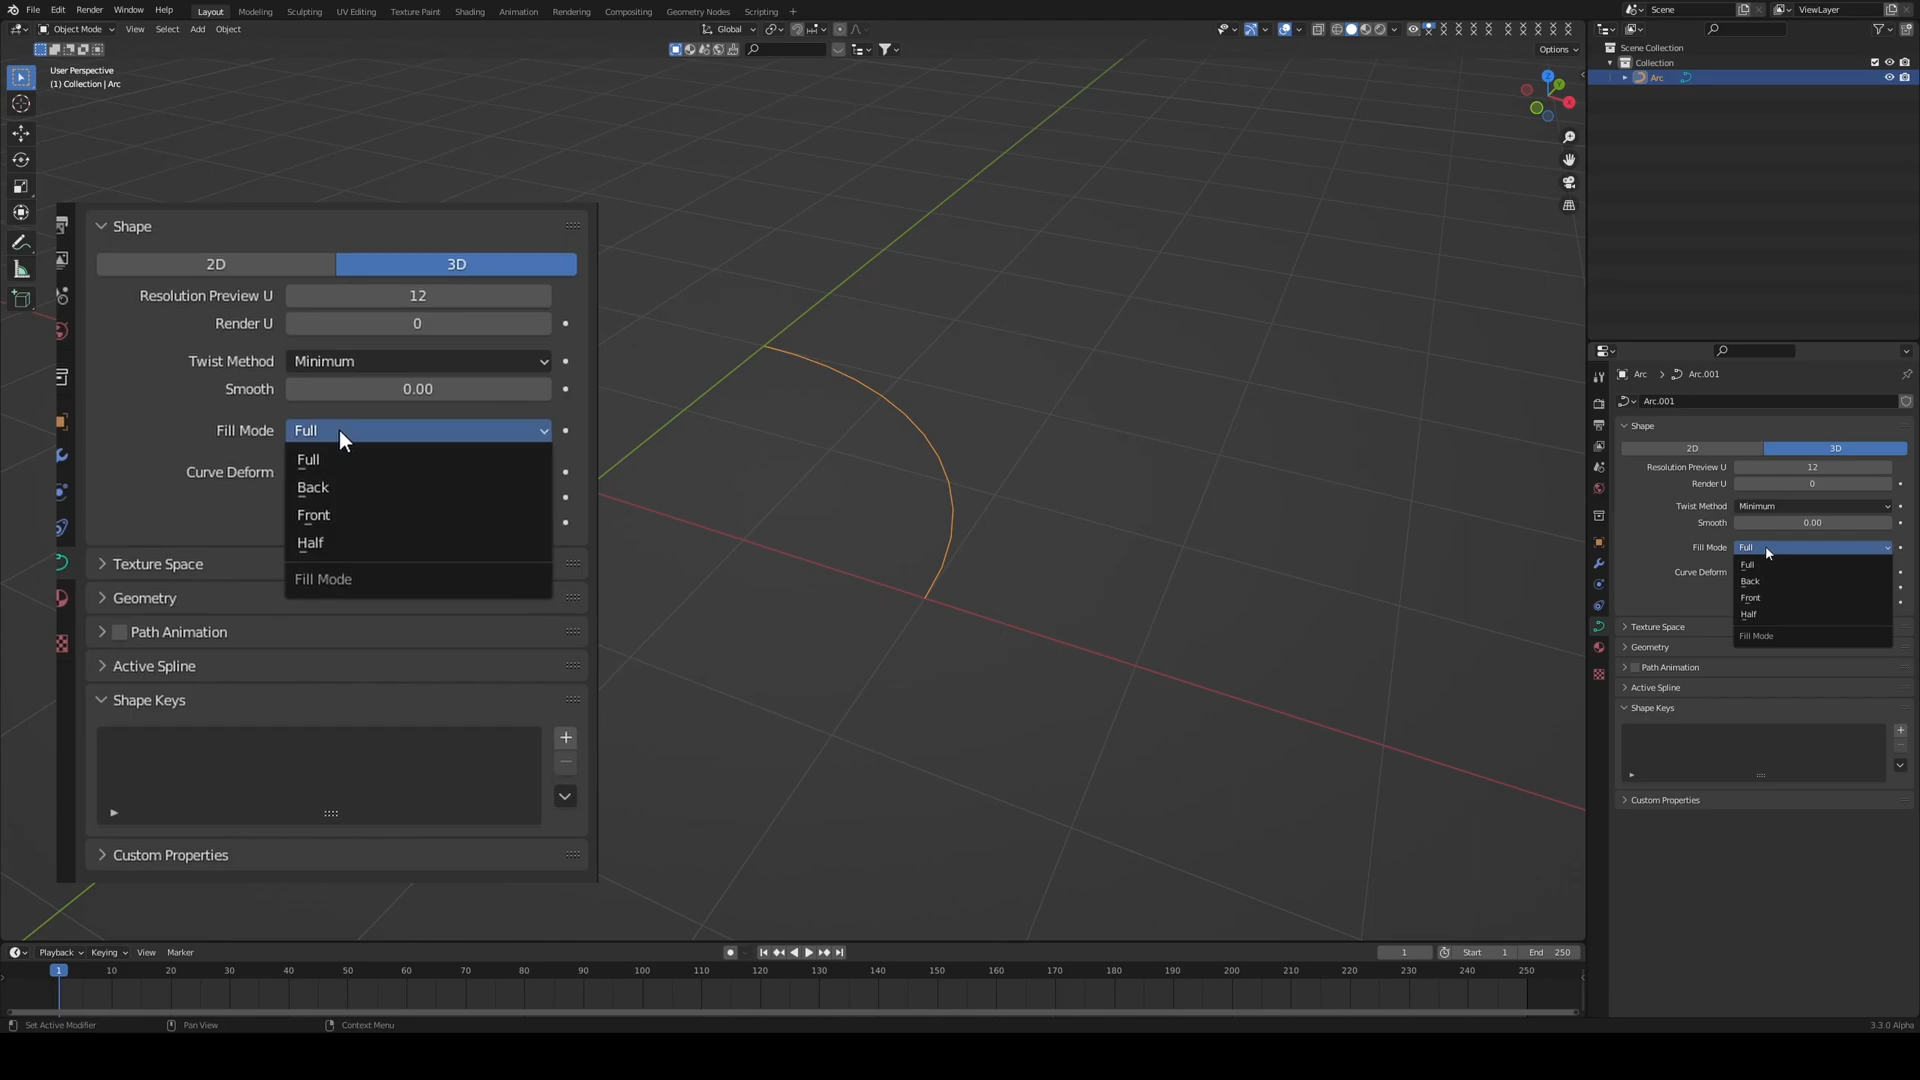 File Edit Render Window Help Layout Modeling Sculpting UV Editing Texture Paint Shading Animation Rendering Compositing Geometry Nodes Scripting + Scene ViewLayer
Object Mode View Select Add Object Global
Options
User Perspective
(1) Collection | Arc
Z
Y
X
Scene Collection
Collection
Arc
Shape
2D 3D
Resolution Preview U 12
Render U 0
Twist Method Minimum
Smooth 0.00
Fill Mode Full
Full
Curve Deform
Back
Front
Half
Texture Space
Fill Mode
Geometry
Path Animation
Active Spline
Shape Keys
Custom Properties
Arc > Arc.001
Arc.001
Shape
2D 3D
Resolution Preview U 12
Render U 0
Twist Method Minimum
Smooth 0.00
Fill Mode Full
Full
Curve Deform
Back
Front
Half
Texture Space
Fill Mode
Geometry
Path Animation
Active Spline
Shape Keys
Custom Properties
Playback Keying View Marker 1 Start 1 End 250
1 10 20 30 40 50 60 70 80 90 100 110 120 130 140 150 160 170 180 190 200 210 220 230 240 250
Set Active Modifier Pan View Context Menu 3.3.0 Alpha